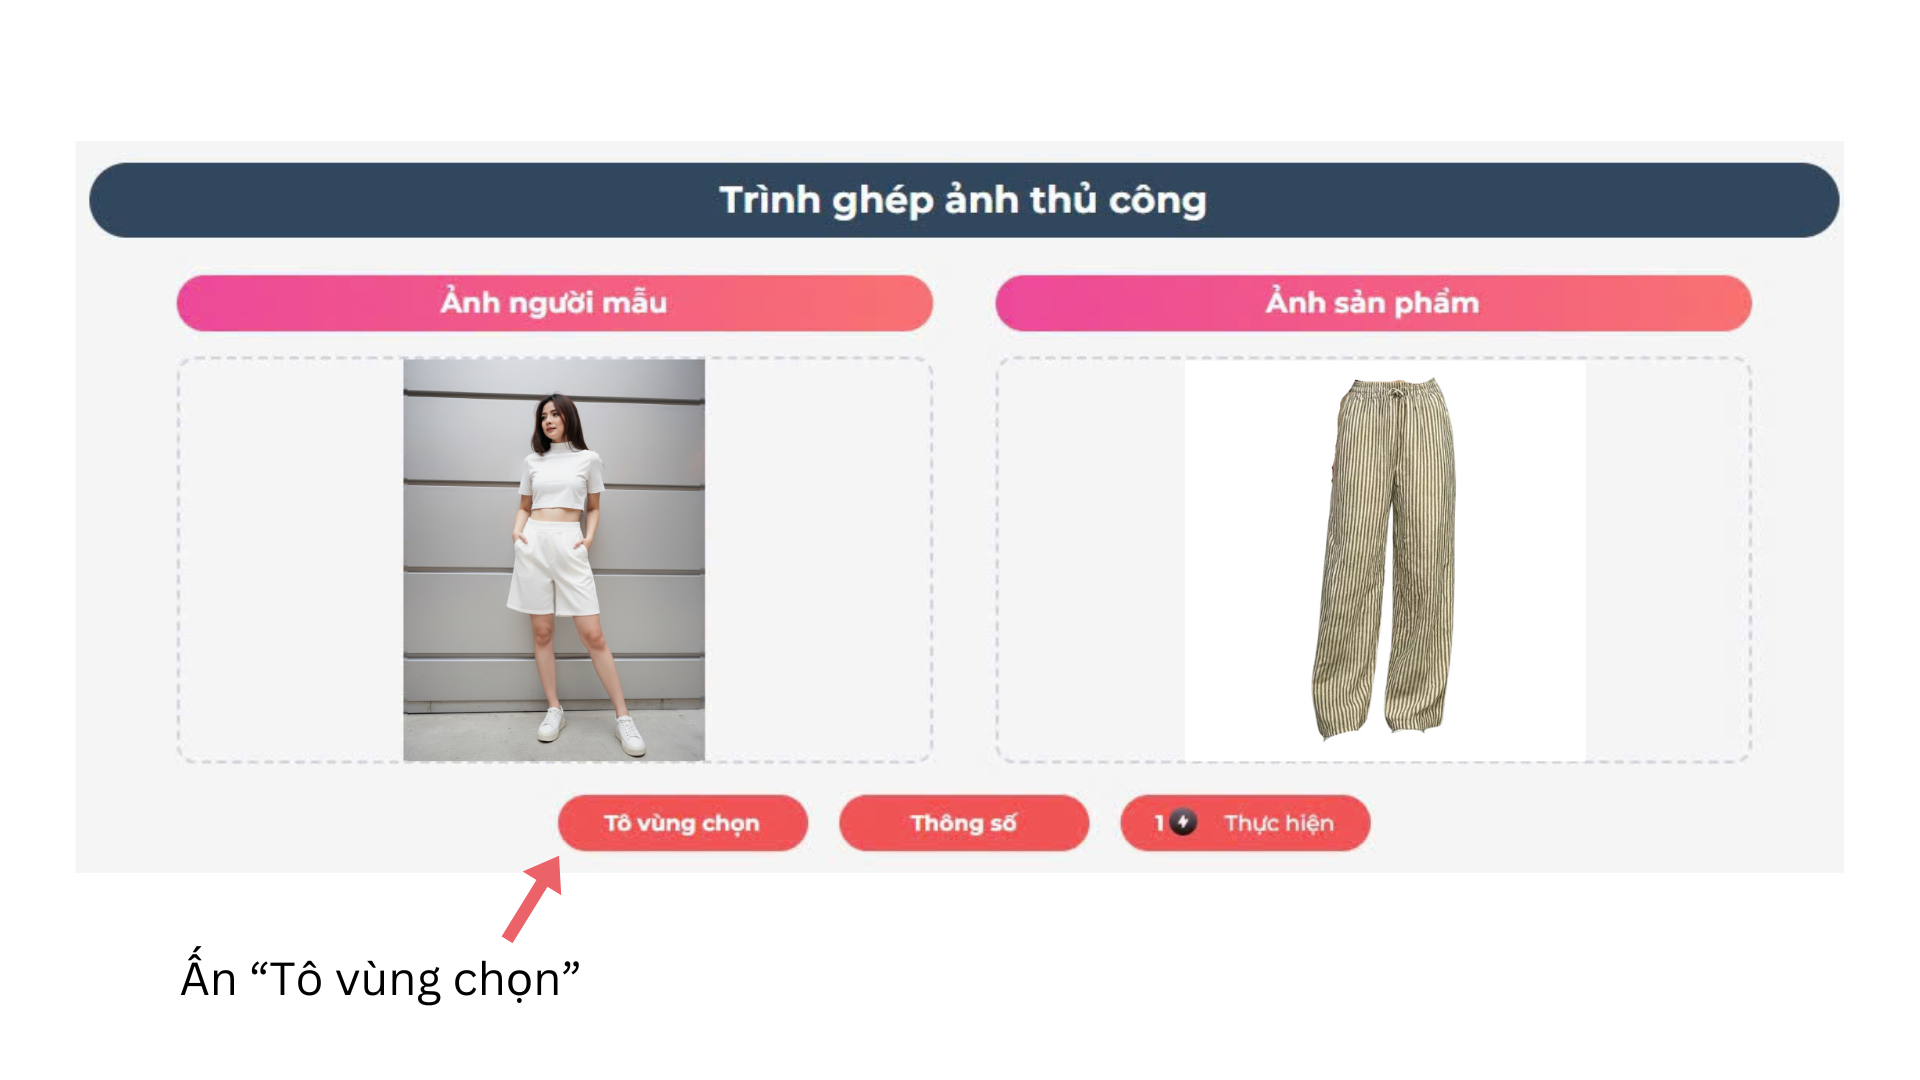 Trình ghép ảnh thủ công
Ảnh người mẫu
Ảnh sản phẩm
Tô vùng chọn
Thông số
1 Thực hiện
Ấn “Tô vùng chọn”